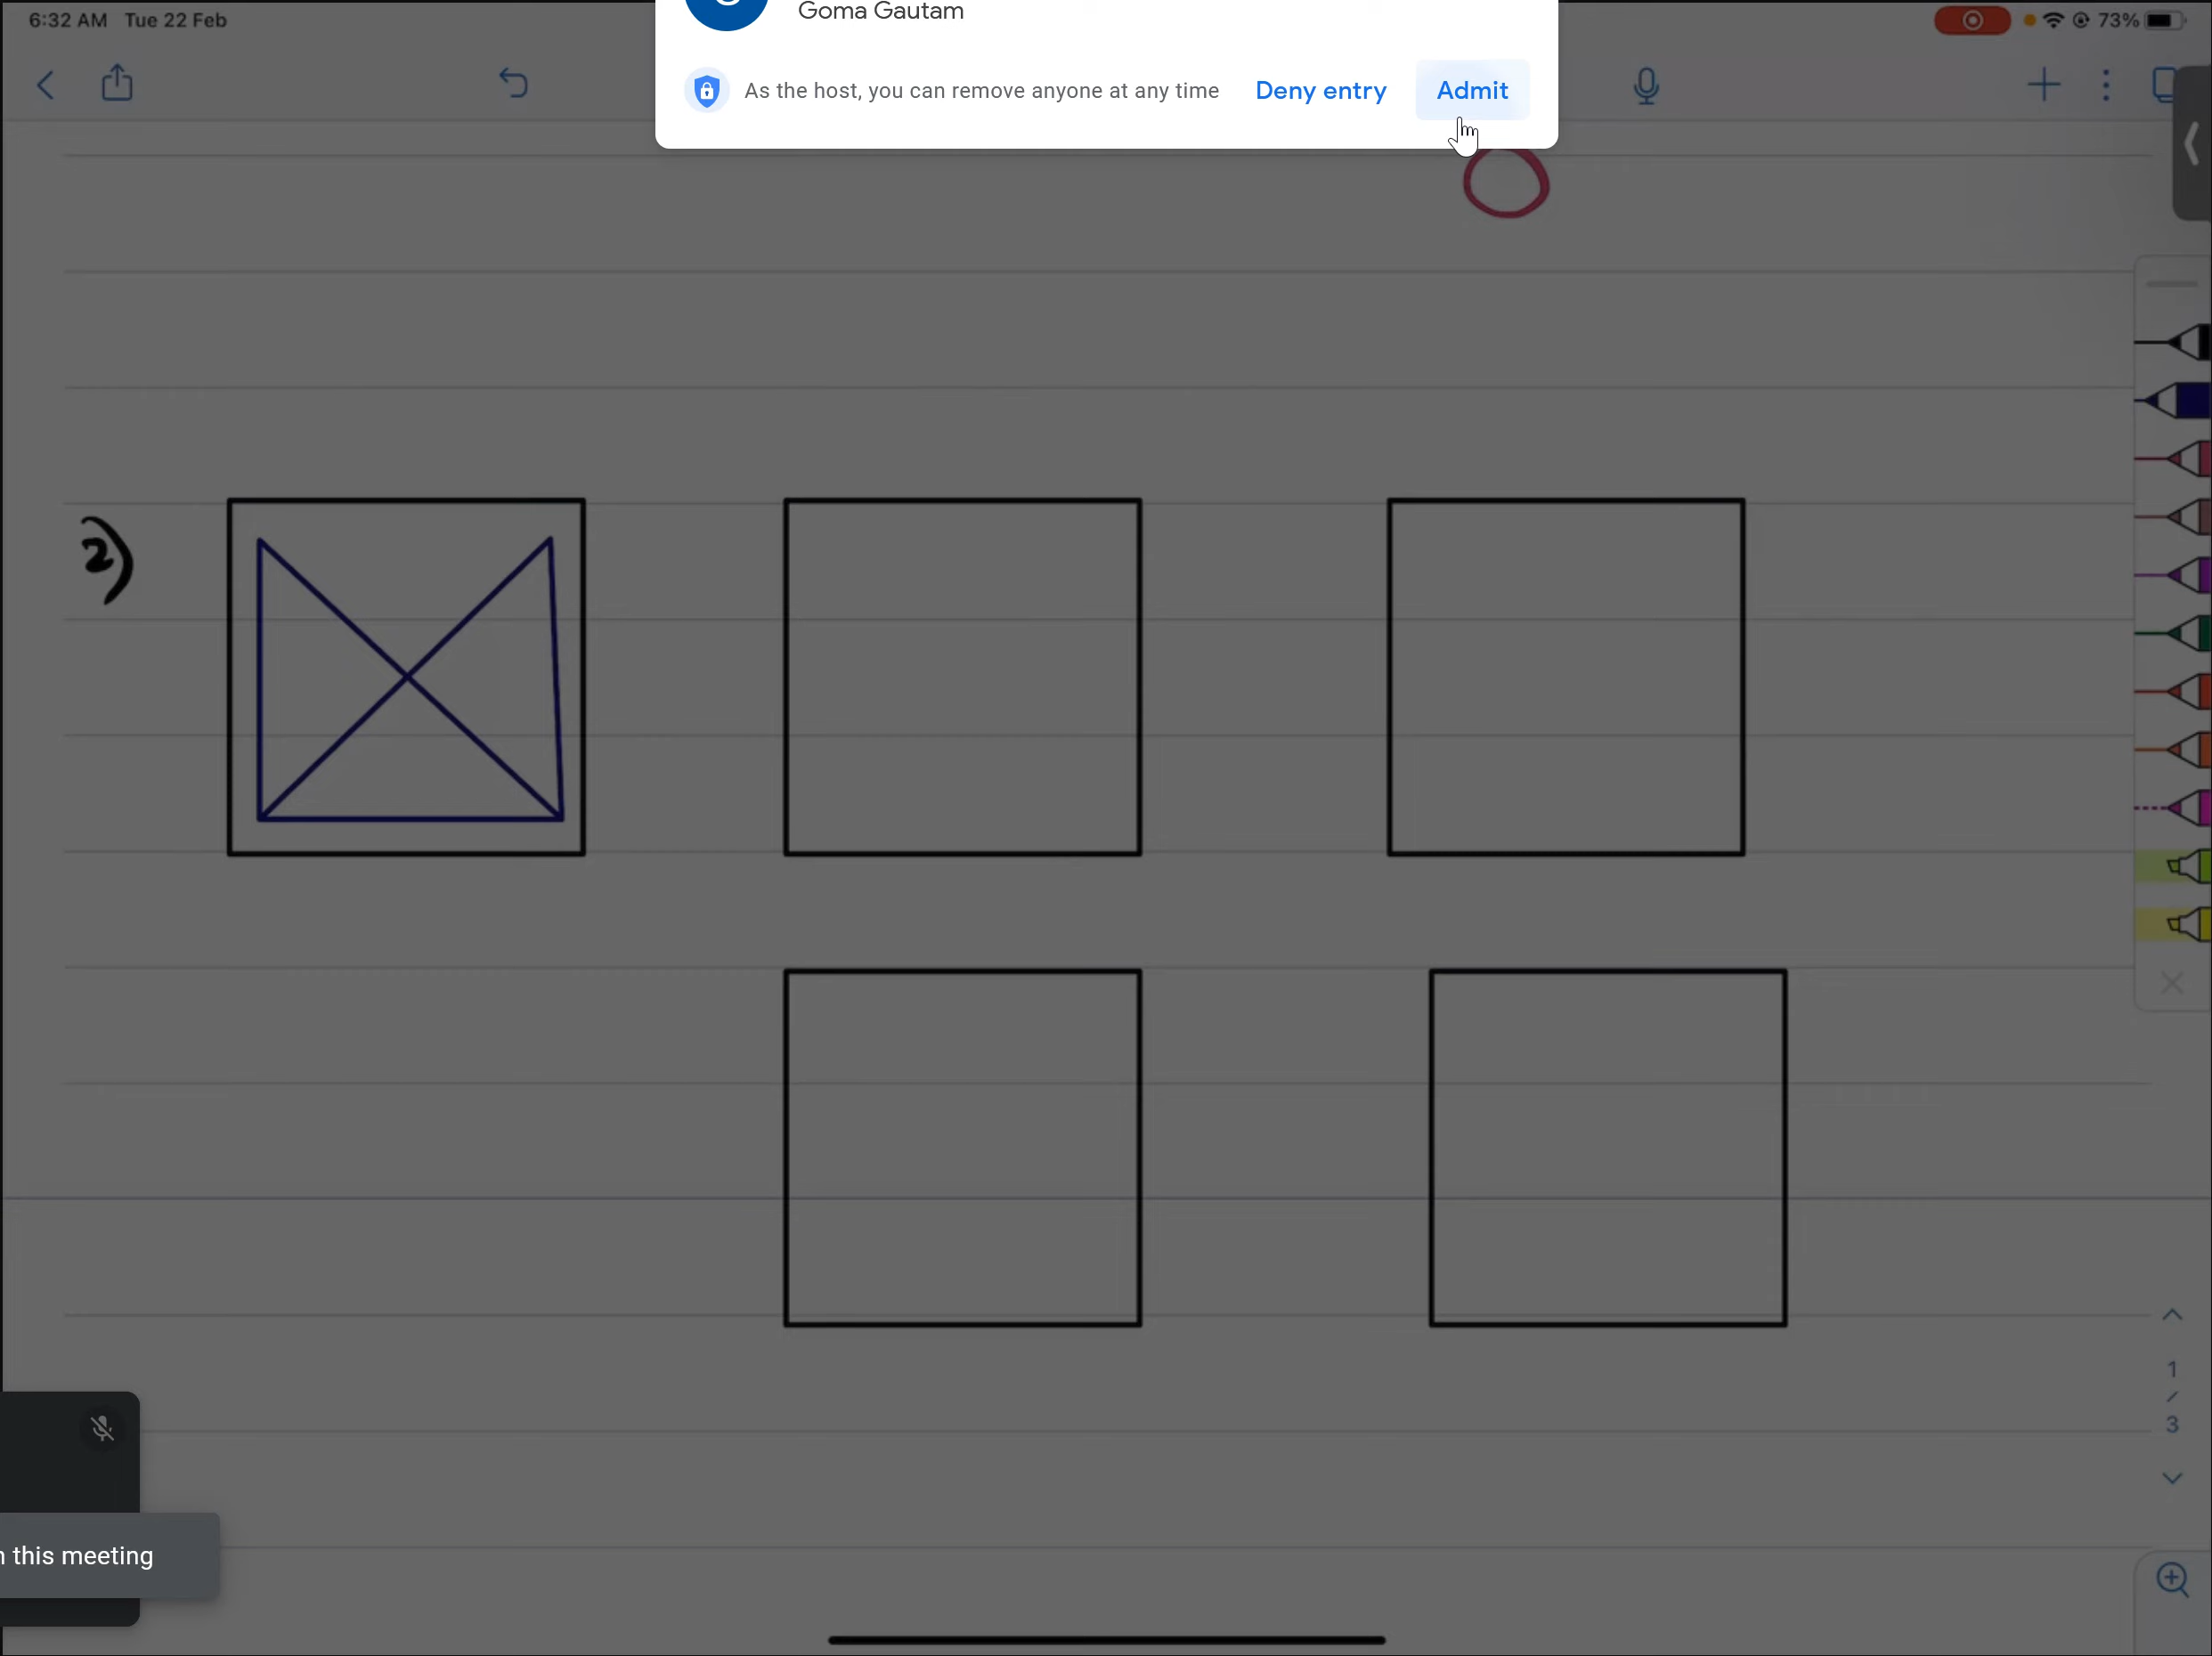 Goma Gautam
6:32 AM Tue 22 Feb
73%
As the host, you can remove anyone at any time Deny entry Admit
2)
1
/
3
this meeting